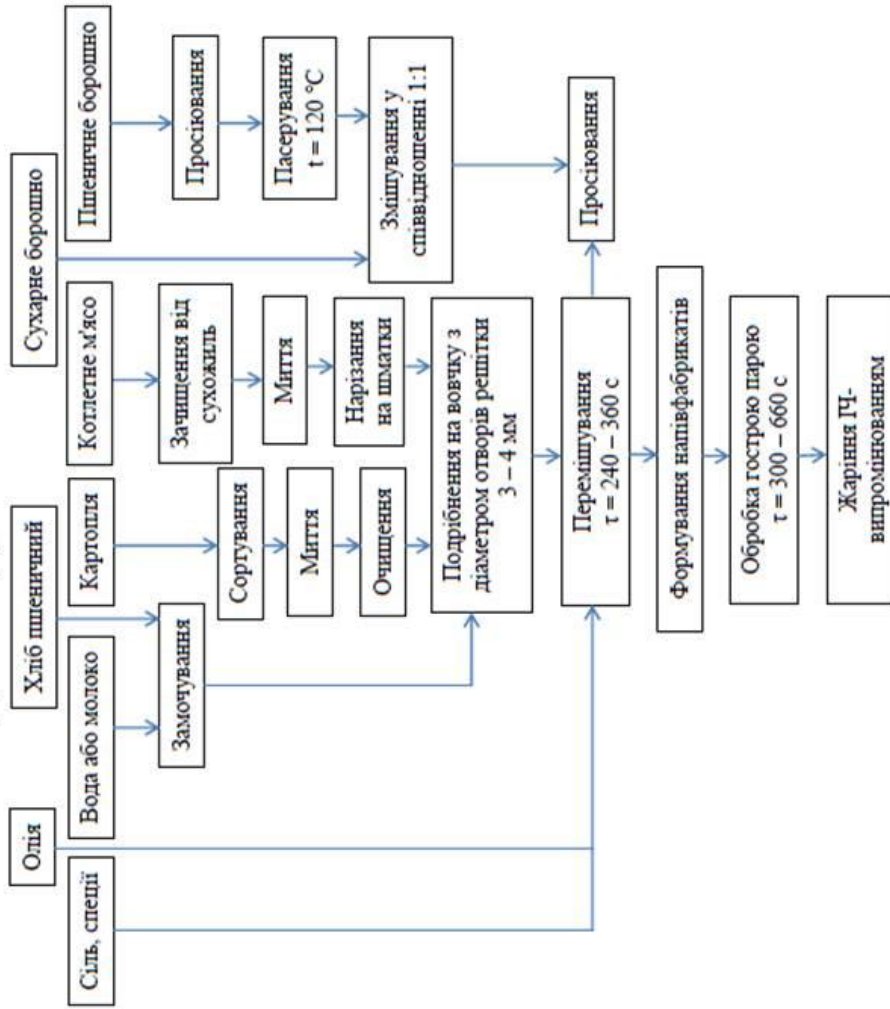 Олія
Хліб пшеничний
Сухарне борошно
Сіль, спеції
Вода або молоко
Картопля
Котлетне м'ясо
Пшеничне борошно
Замочування
Сортування
Зачищення від
сухожиль
Просіювання
Миття
Миття
Пасерування
t = 120 °С
Очищення
Нарізання
на шматки
Змішування у
співвідношенні 1:1
Подрібнення на вовчку з
діаметром отворів решітки
3 – 4 мм
Перемішування
τ = 240 – 360 с
Просіювання
Формування напівфабрикатів
Обробка гострою парою
τ = 300 – 660 с
Жаріння ІЧ-
випромінюванням